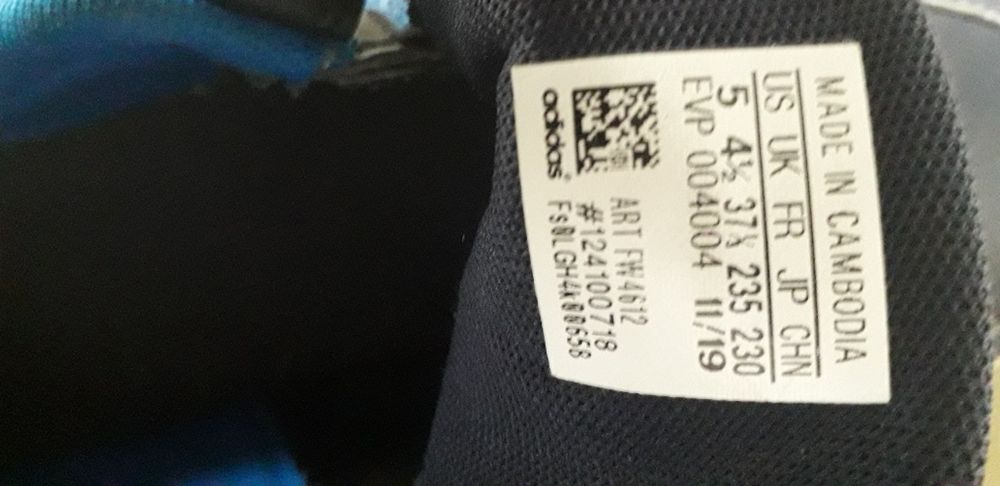 MADE IN CAMBODIA
US UK FR JP CHN
5 4½ 37⅓ 235 230
EVP 004004 11/19
ART FW4612
#124100718
adidas